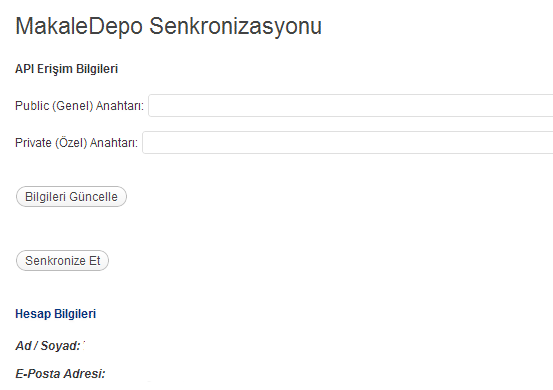 MakaleDepo Senkronizasyonu
API Erişim Bilgileri
Public (Genel) Anahtarı:
Private (Özel) Anahtarı:
Bilgileri Güncelle
Senkronize Et
Hesap Bilgileri
Ad / Soyad:
E-Posta Adresi: